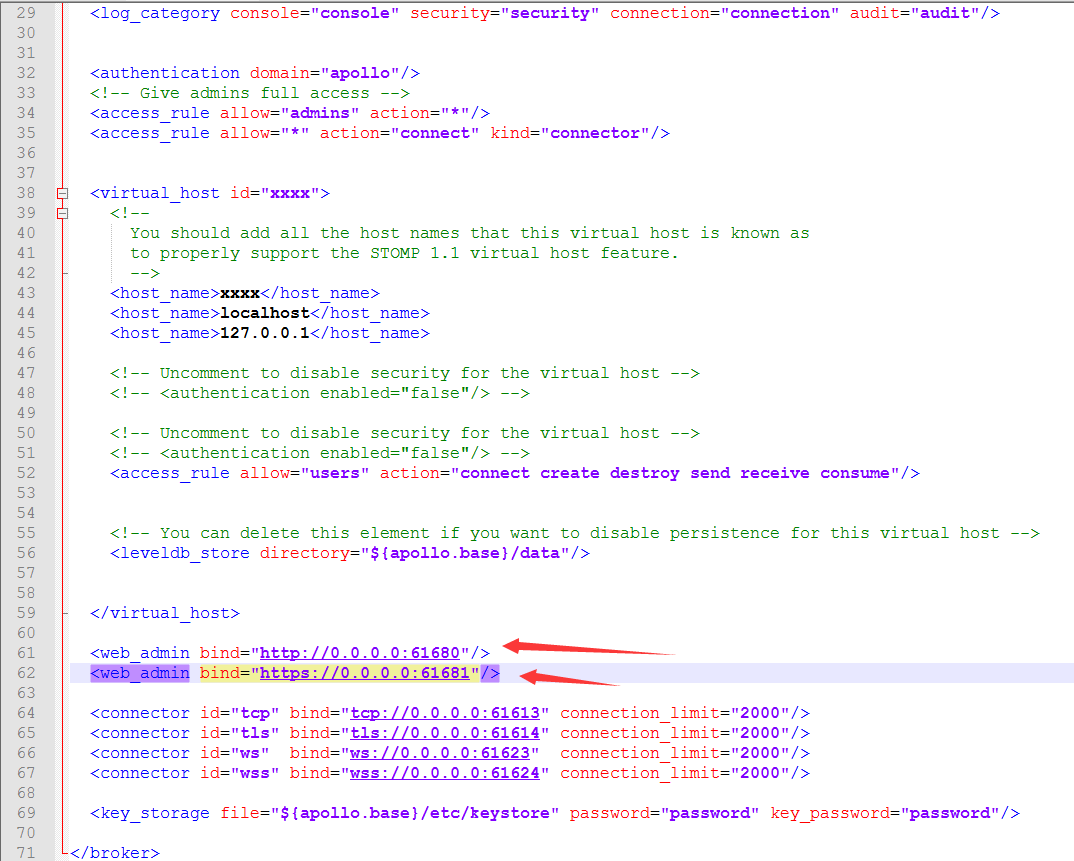 29 <log_category console="console" security="security" connection="connection" audit="audit"/>
30
31
32 <authentication domain="apollo"/>
33 <!-- Give admins full access -->
34 <access_rule allow="admins" action="*"/>
35 <access_rule allow="*" action="connect" kind="connector"/>
36
37
38 <virtual_host id="xxxx">
39 <!--
40 You should add all the host names that this virtual host is known as
41 to properly support the STOMP 1.1 virtual host feature.
42 -->
43 <host_name>xxxx</host_name>
44 <host_name>localhost</host_name>
45 <host_name>127.0.0.1</host_name>
46
47 <!-- Uncomment to disable security for the virtual host -->
48 <!-- <authentication enabled="false"/> -->
49
50 <!-- Uncomment to disable security for the virtual host -->
51 <!-- <authentication enabled="false"/> -->
52 <access_rule allow="users" action="connect create destroy send receive consume"/>
53
54
55 <!-- You can delete this element if you want to disable persistence for this virtual host -->
56 <leveldb_store directory="${apollo.base}/data"/>
57
58
59 </virtual_host>
60
61 <web_admin bind="http://0.0.0.0:61680"/>
62 <web_admin bind="https://0.0.0.0:61681"/>
63
64 <connector id="tcp" bind="tcp://0.0.0.0:61613" connection_limit="2000"/>
65 <connector id="tls" bind="tls://0.0.0.0:61614" connection_limit="2000"/>
66 <connector id="ws"  bind="ws://0.0.0.0:61623"  connection_limit="2000"/>
67 <connector id="wss" bind="wss://0.0.0.0:61624" connection_limit="2000"/>
68
69 <key_storage file="${apollo.base}/etc/keystore" password="password" key_password="password"/>
70
71 </broker>